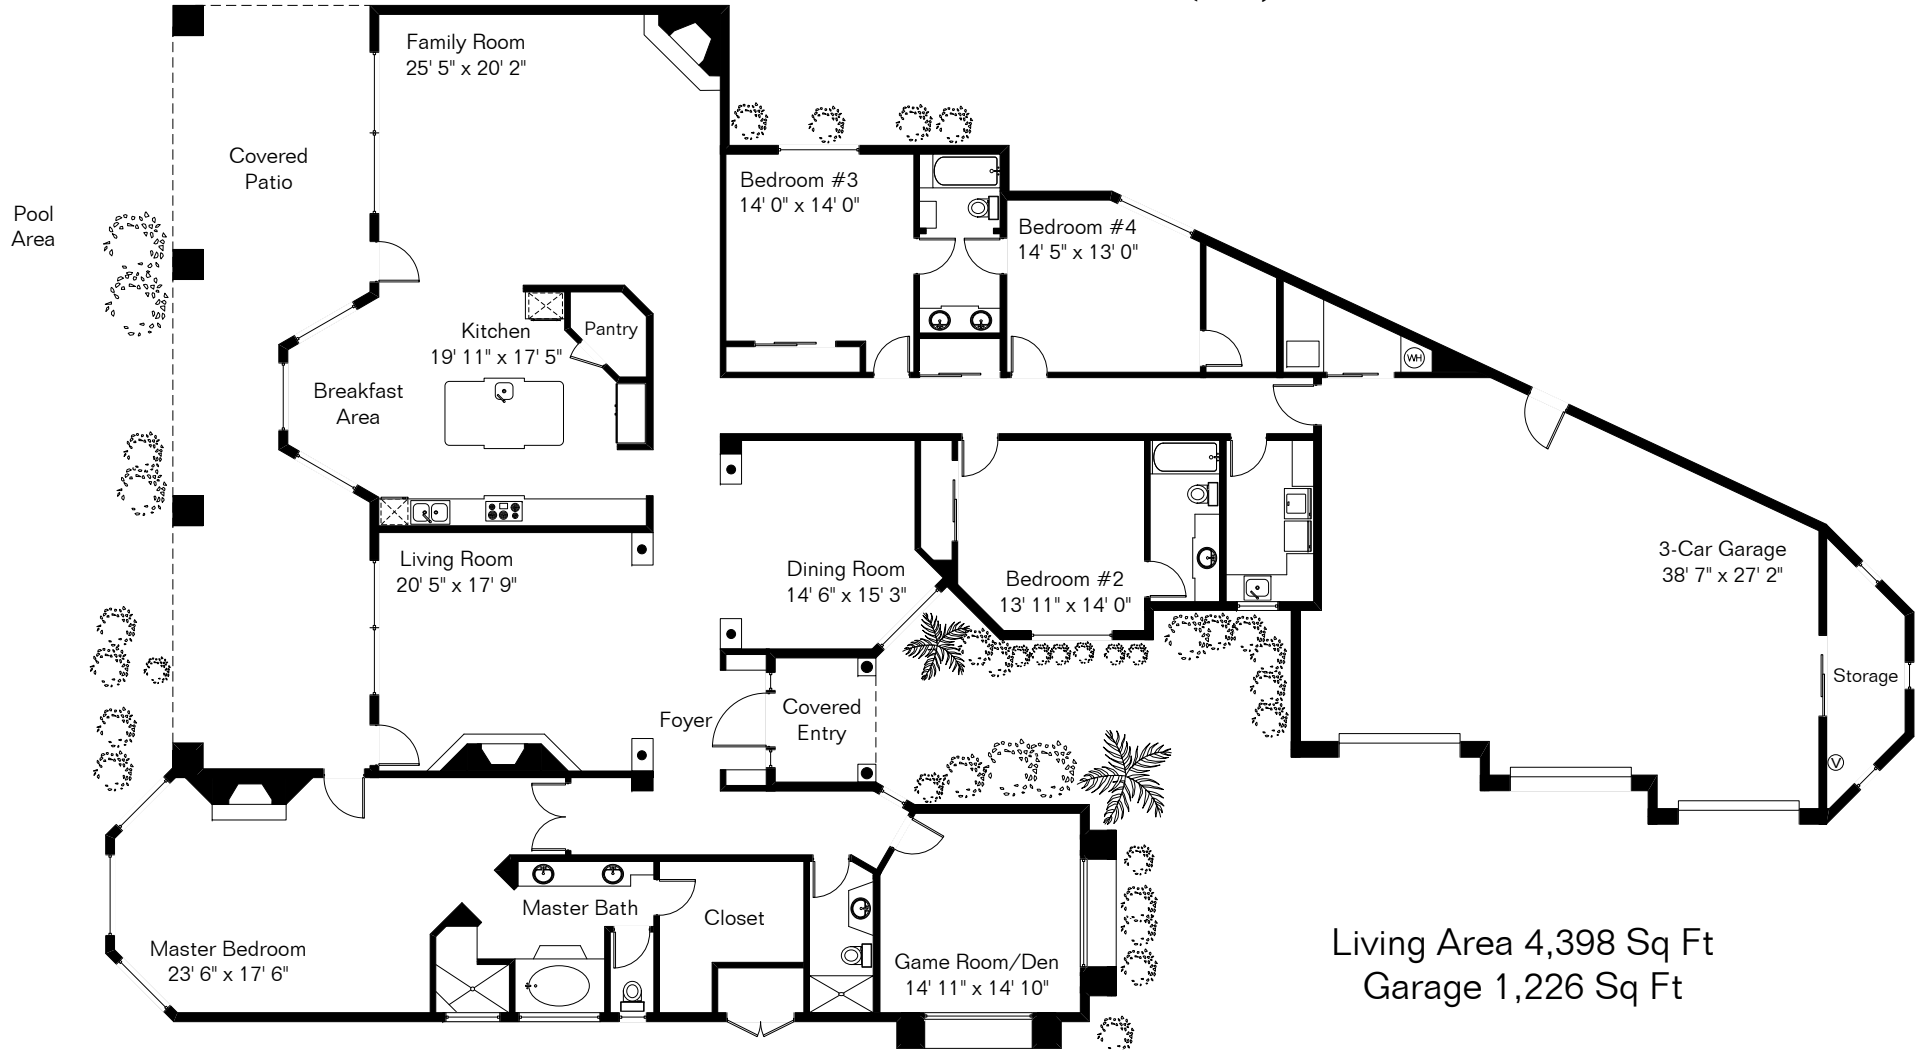 Family Room
25' 5" x 20' 2"
Covered
Patio
Pool
Area
Bedroom #3
14' 0" x 14' 0"
Bedroom #4
14' 5" x 13' 0"
Kitchen
19' 11" x 17' 5"
Pantry
WH
Breakfast
Area
Living Room
20' 5" x 17' 9"
Dining Room
14' 6" x 15' 3"
Bedroom #2
13' 11" x 14' 0"
3-Car Garage
38' 7" x 27' 2"
Storage
V
Foyer
Covered
Entry
Master Bath
Closet
Master Bedroom
23' 6" x 17' 6"
Game Room/Den
14' 11" x 14' 10"
Living Area 4,398 Sq Ft
Garage 1,226 Sq Ft